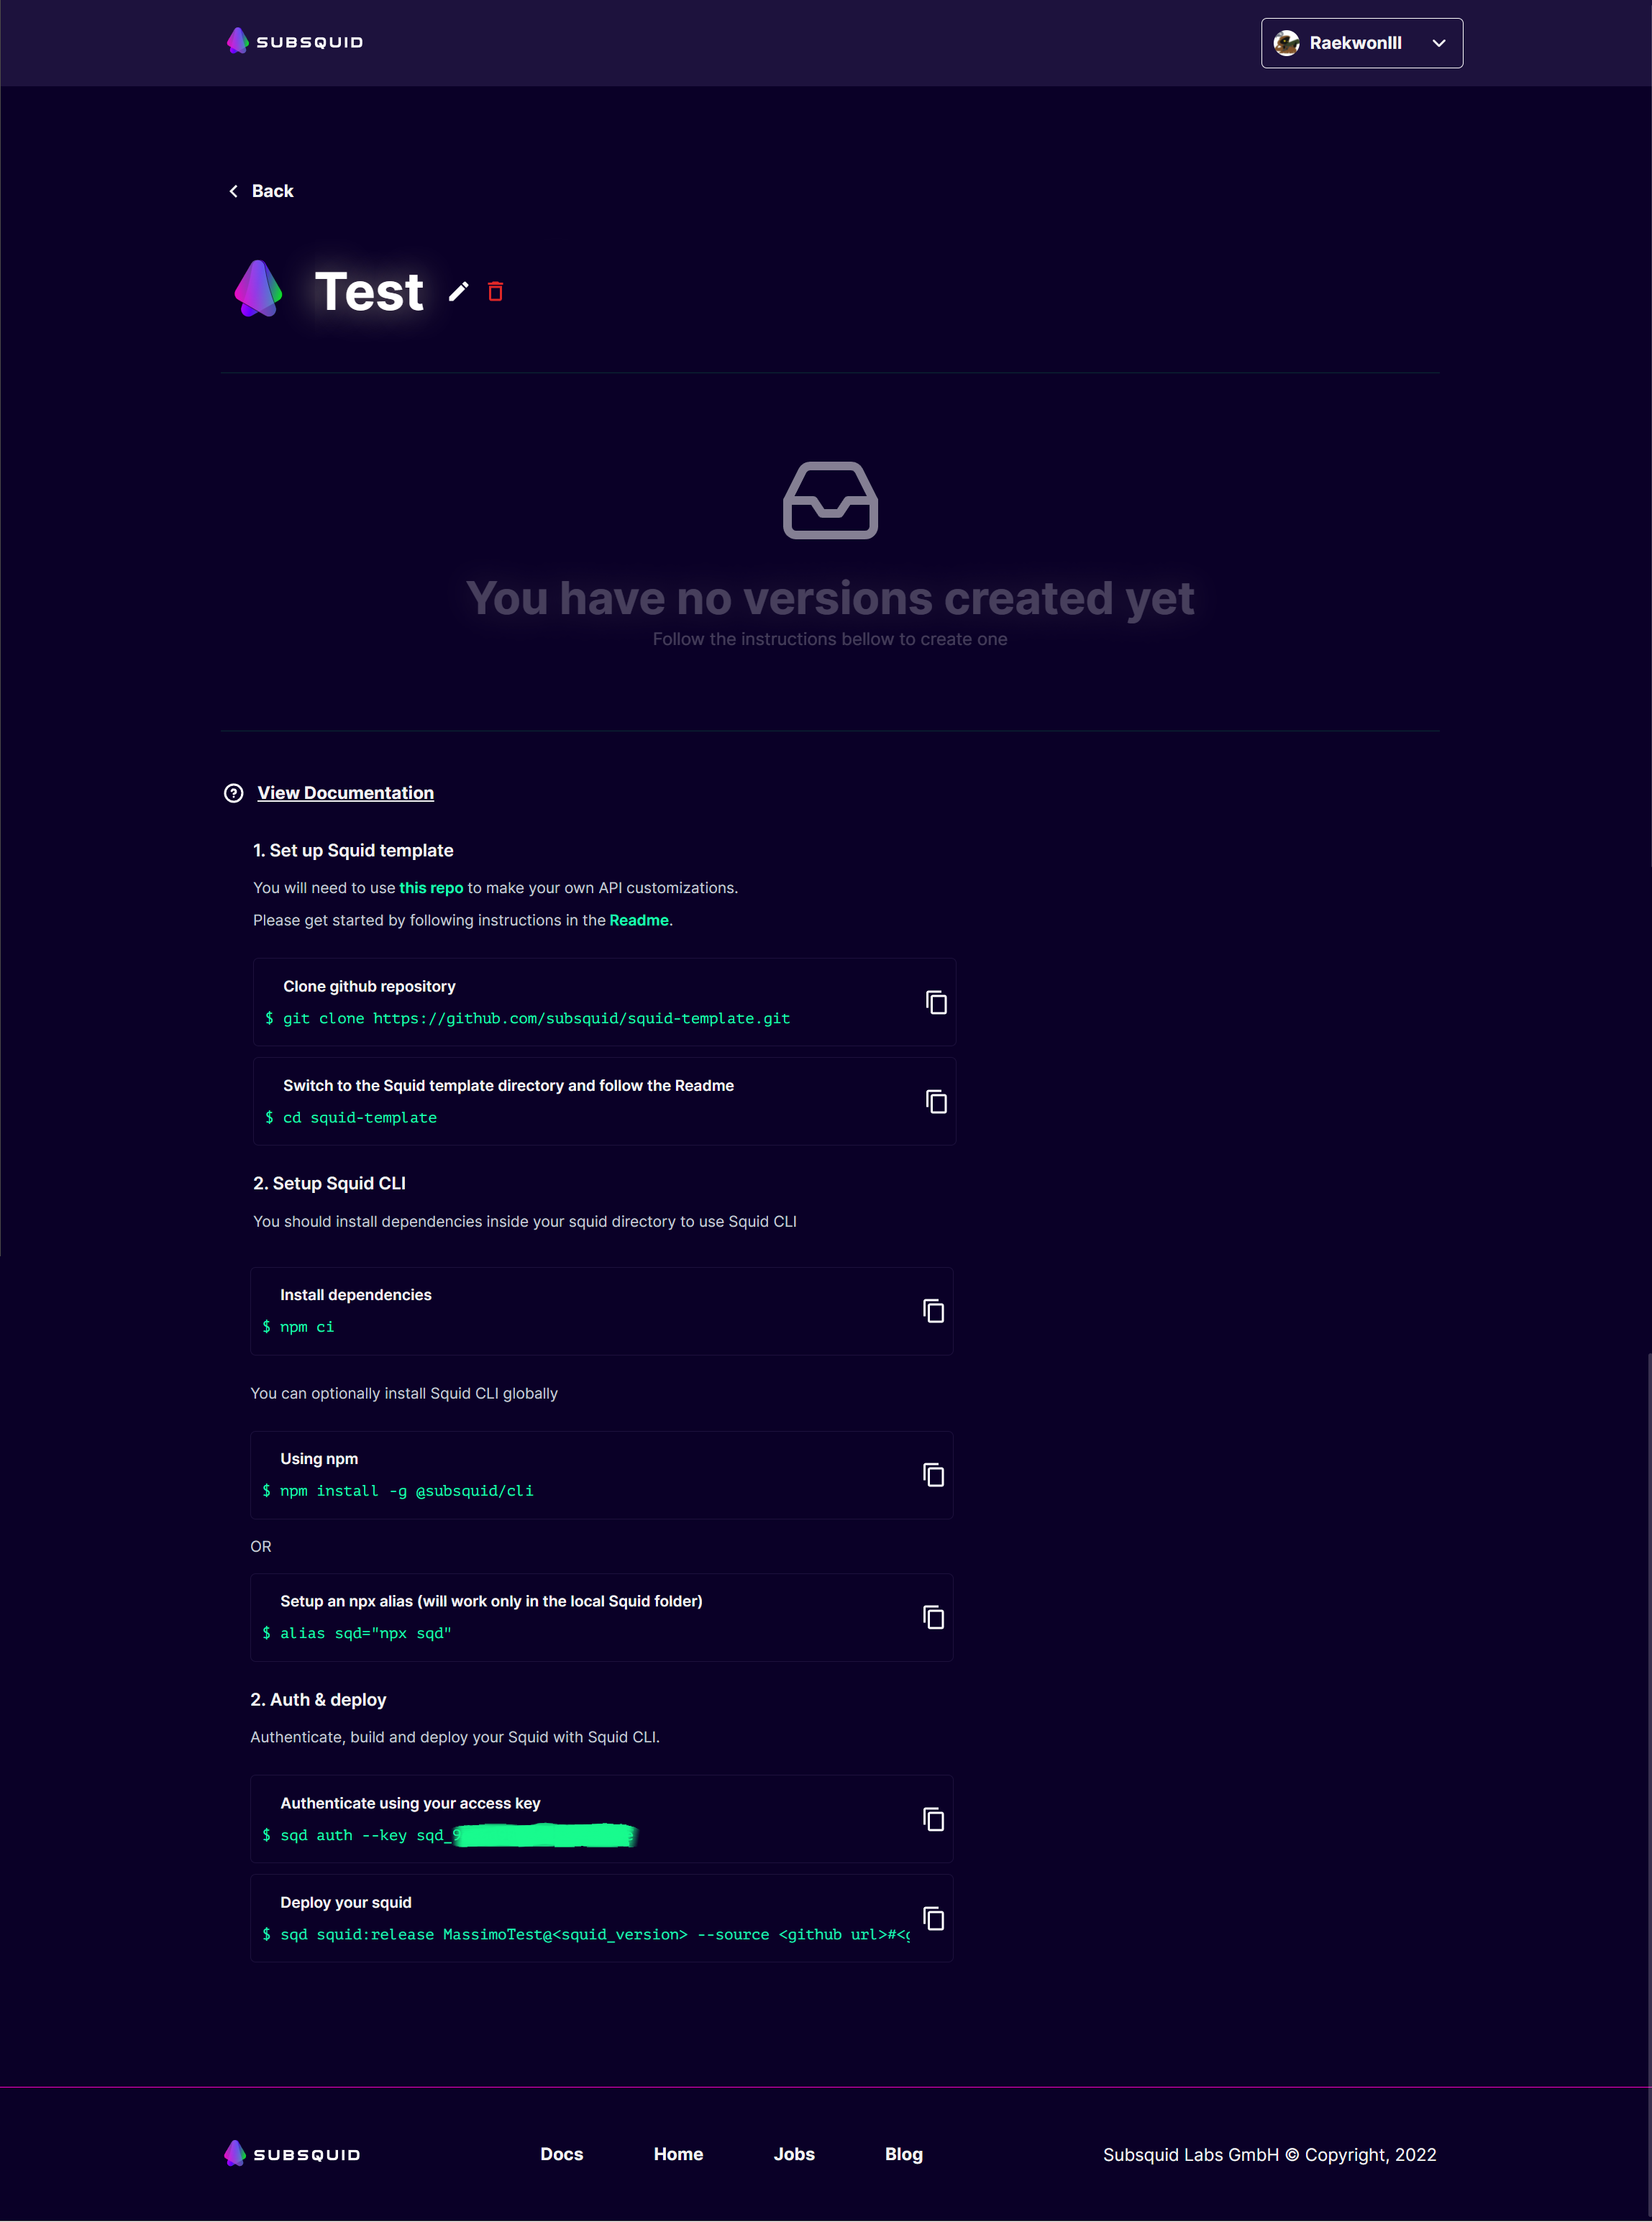 SUBSQUID
Raekwonlll
Back
Test
You have no versions created yet
Follow the instructions bellow to create one
View Documentation
1. Set up Squid template
You will need to use this repo to make your own API customizations.
Please get started by following instructions in the Readme.
Clone github repository
$ git clone https://github.com/subsquid/squid-template.git
Switch to the Squid template directory and follow the Readme
$ cd squid-template
2. Setup Squid CLI
You should install dependencies inside your squid directory to use Squid CLI
Install dependencies
$ npm ci
You can optionally install Squid CLI globally
Using npm
$ npm install -g @subsquid/cli
OR
Setup an npx alias (will work only in the local Squid folder)
$ alias sqd="npx sqd"
2. Auth & deploy
Authenticate, build and deploy your Squid with Squid CLI.
Authenticate using your access key
$ sqd auth --key sqd_
Deploy your squid
$ sqd squid:release MassimoTest@<squid_version> --source <github url>#<g
SUBSQUID
Docs
Home
Jobs
Blog
Subsquid Labs GmbH © Copyright, 2022